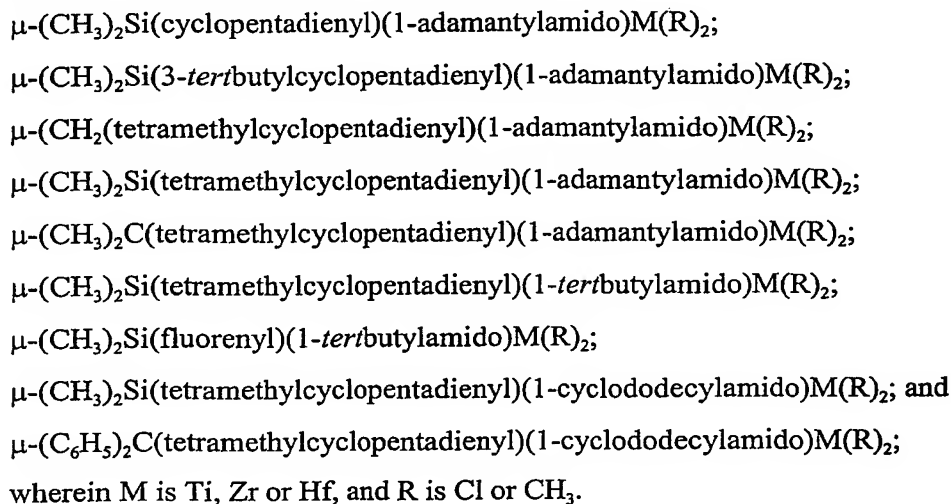 μ-(CH₃)₂Si(cyclopentadienyl)(1-adamantylamido)M(R)₂;
μ-(CH₃)₂Si(3-tertbutylcyclopentadienyl)(1-adamantylamido)M(R)₂;
μ-(CH₂(tetramethylcyclopentadienyl)(1-adamantylamido)M(R)₂;
μ-(CH₃)₂Si(tetramethylcyclopentadienyl)(1-adamantylamido)M(R)₂;
μ-(CH₃)₂C(tetramethylcyclopentadienyl)(1-adamantylamido)M(R)₂;
μ-(CH₃)₂Si(tetramethylcyclopentadienyl)(1-tertbutylamido)M(R)₂;
μ-(CH₃)₂Si(fluorenyl)(1-tertbutylamido)M(R)₂;
μ-(CH₃)₂Si(tetramethylcyclopentadienyl)(1-cyclododecylamido)M(R)₂; and
μ-(C₆H₅)₂C(tetramethylcyclopentadienyl)(1-cyclododecylamido)M(R)₂;
wherein M is Ti, Zr or Hf, and R is Cl or CH₃.